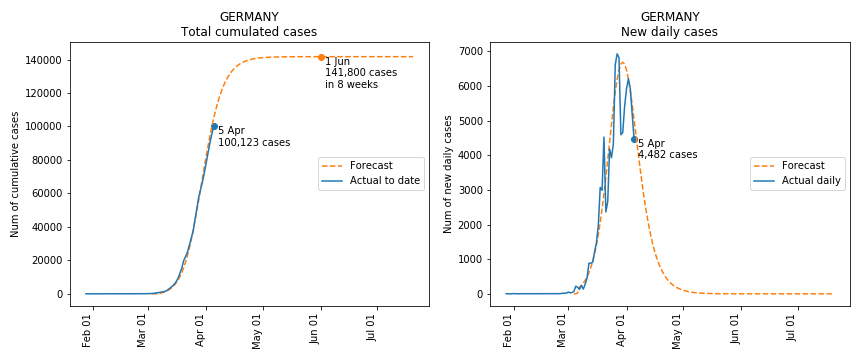 GERMANY
Total cumulated cases
Num of cumulative cases
140000
120000
100000
80000
60000
40000
20000
0
1 Jun
141,800 cases
in 8 weeks
5 Apr
100,123 cases
Forecast
Actual to date
Feb 01
Mar 01
Apr 01
May 01
Jun 01
Jul 01
GERMANY
New daily cases
Num of new daily cases
7000
6000
5000
4000
3000
2000
1000
0
5 Apr
4,482 cases
Forecast
Actual daily
Feb 01
Mar 01
Apr 01
May 01
Jun 01
Jul 01